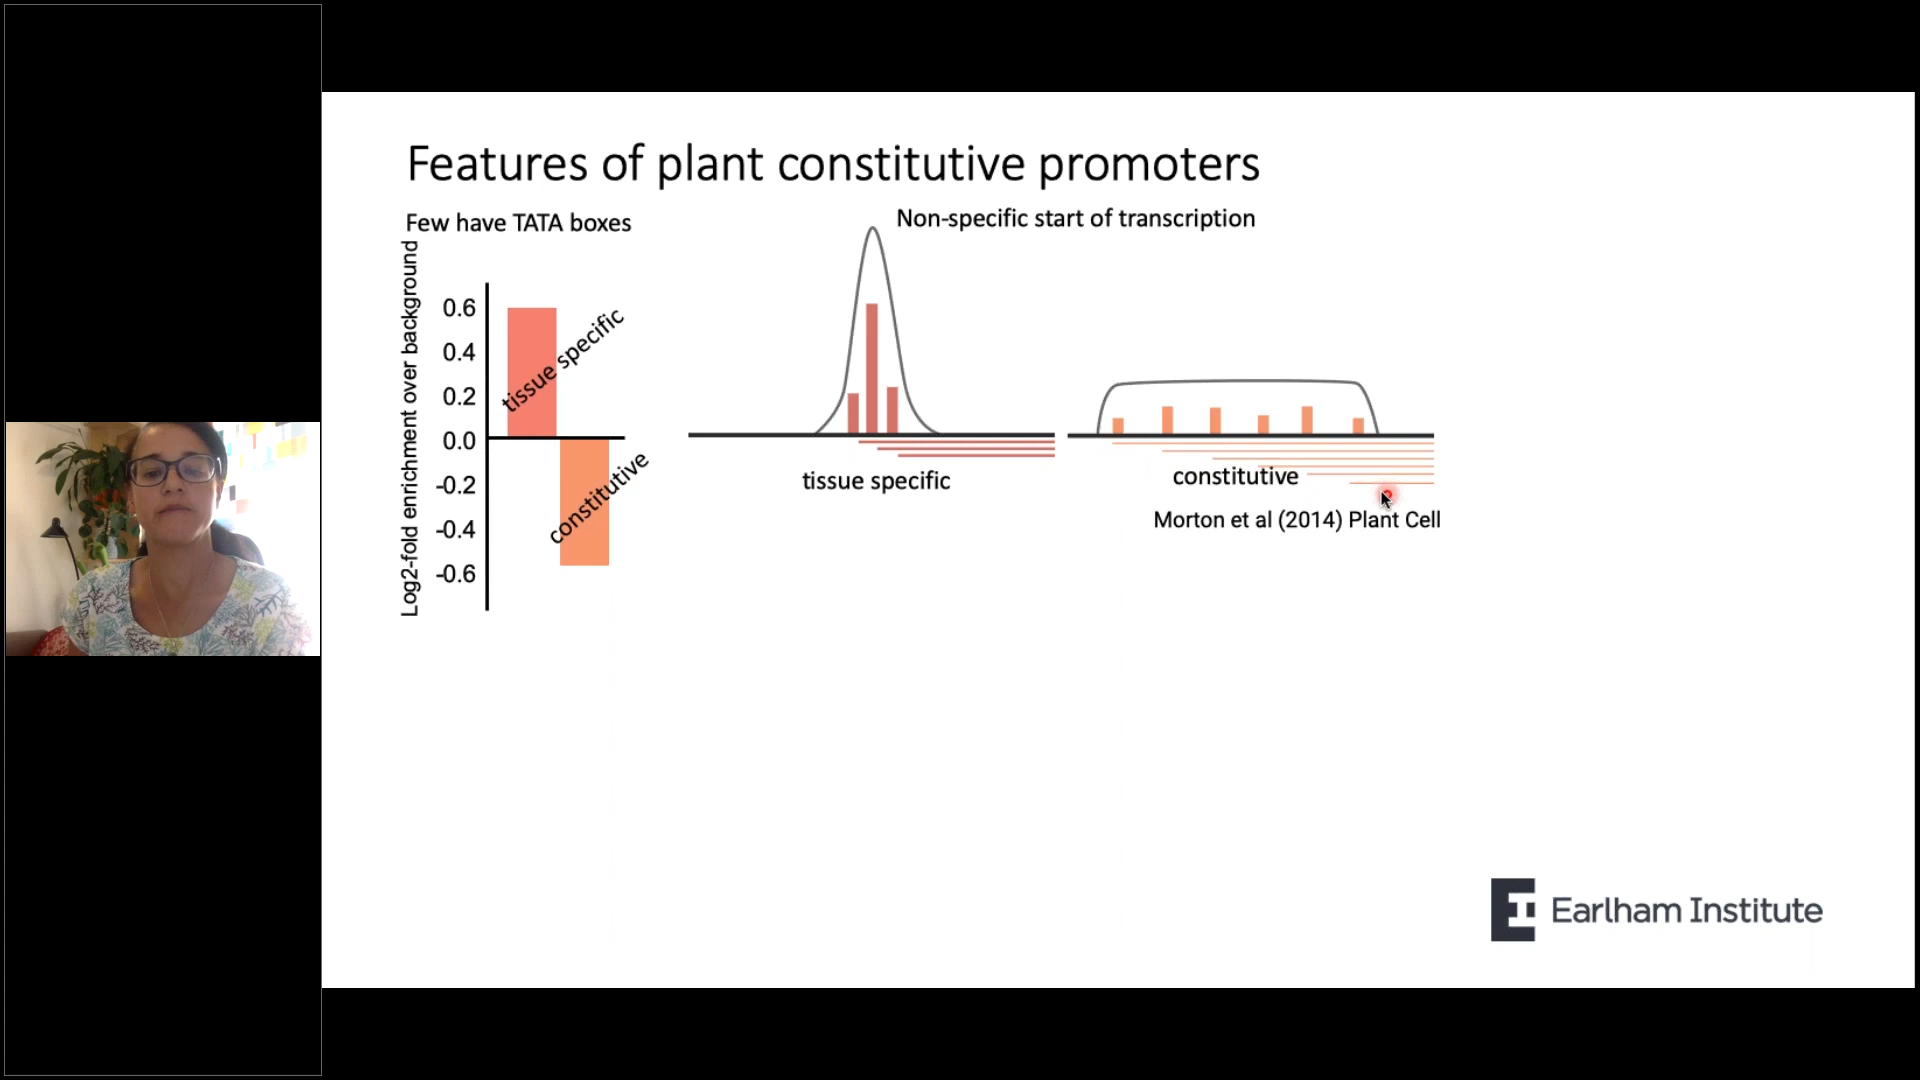 Features of plant constitutive promoters
Few have TATA boxes
Log2-fold enrichment over background
0.6
0.4
0.2
0.0
-0.2
-0.4
-0.6
tissue specific
constitutive
Non-specific start of transcription
tissue specific
constitutive
Morton et al (2014) Plant Cell
Earlham Institute